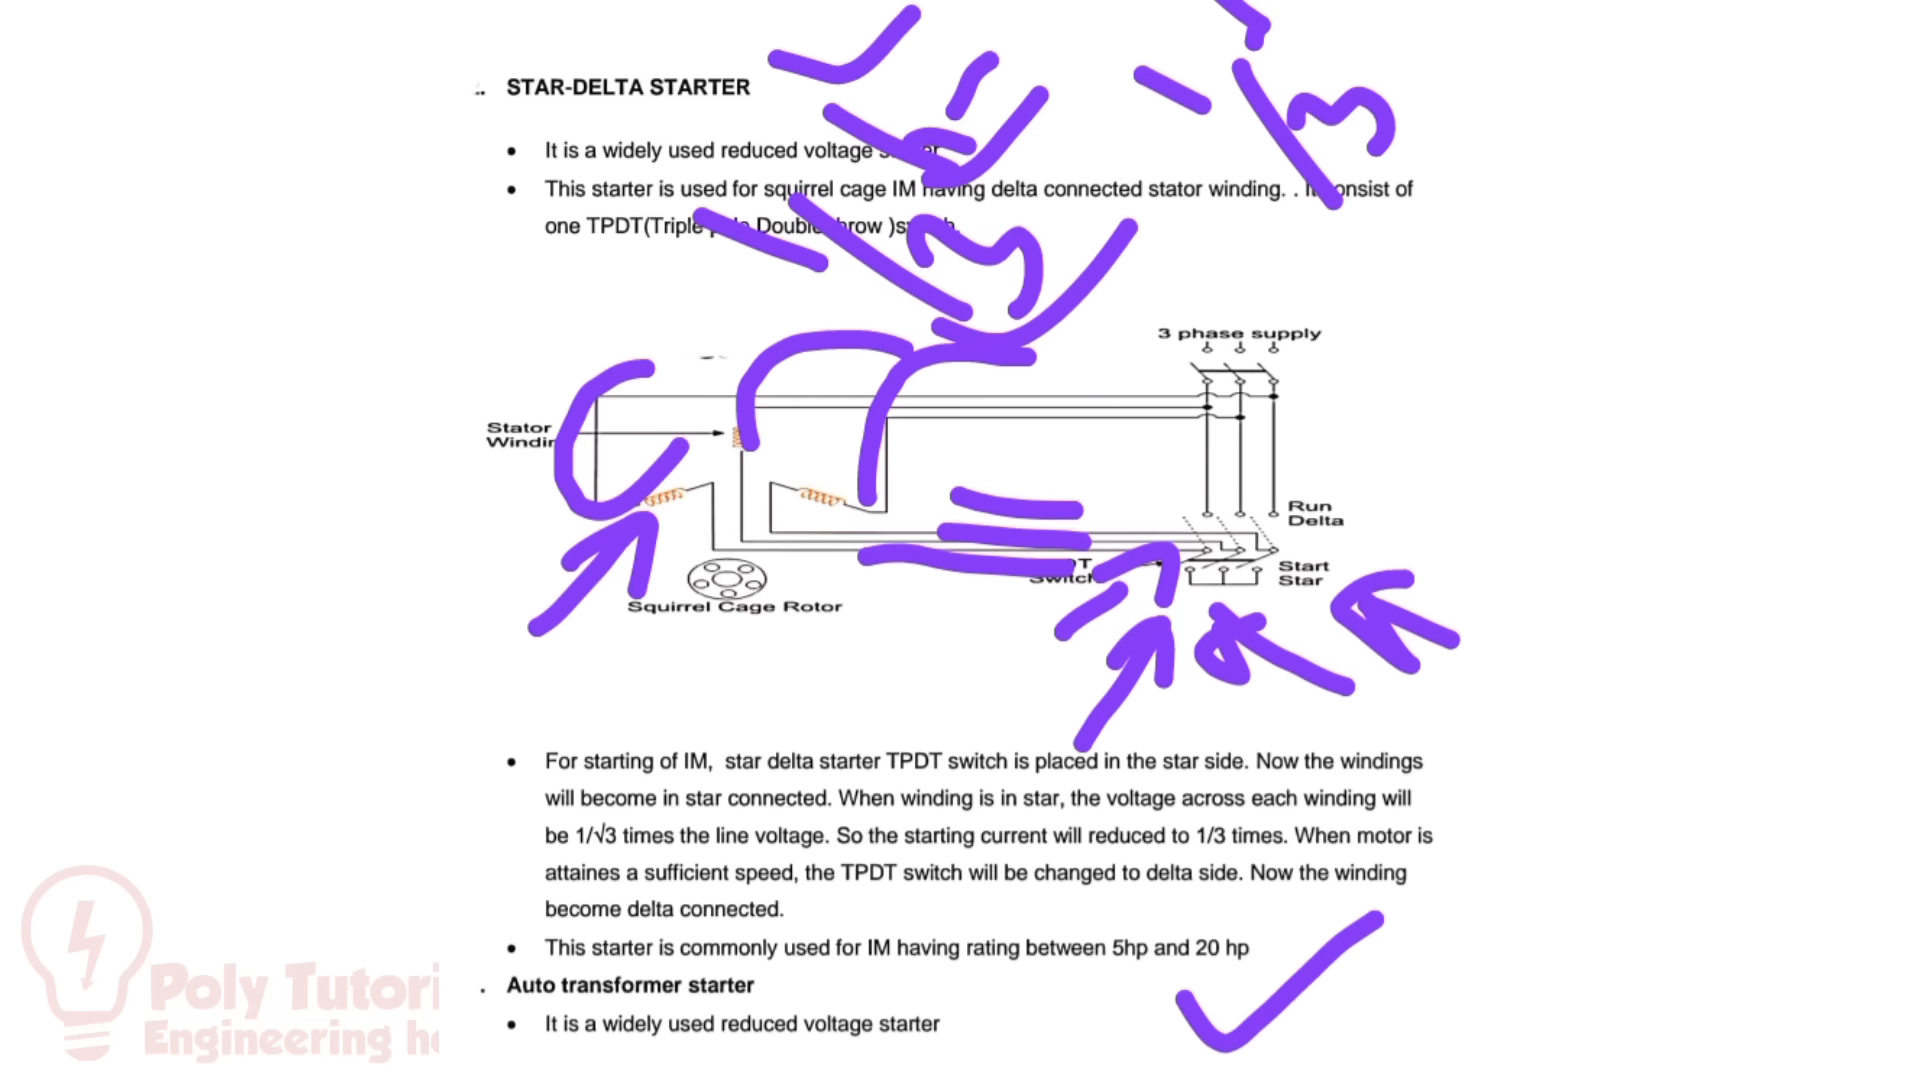 STAR-DELTA STARTER
• It is a widely used reduced voltage
• This starter is used for squirrel cage IM having delta connected stator winding. . It consist of
one TPDT(Triple Double )
3 phase supply
Stator
Run
Delta
Switch
Start
Star
Squirrel Cage Rotor
• For starting of IM, star delta starter TPDT switch is placed in the star side. Now the windings
will become in star connected. When winding is in star, the voltage across each winding will
be 1/√3 times the line voltage. So the starting current will reduced to 1/3 times. When motor is
attaines a sufficient speed, the TPDT switch will be changed to delta side. Now the winding
become delta connected.
• This starter is commonly used for IM having rating between 5hp and 20 hp
. Auto transformer starter
• It is a widely used reduced voltage starter
Poly Tutori
Engineering